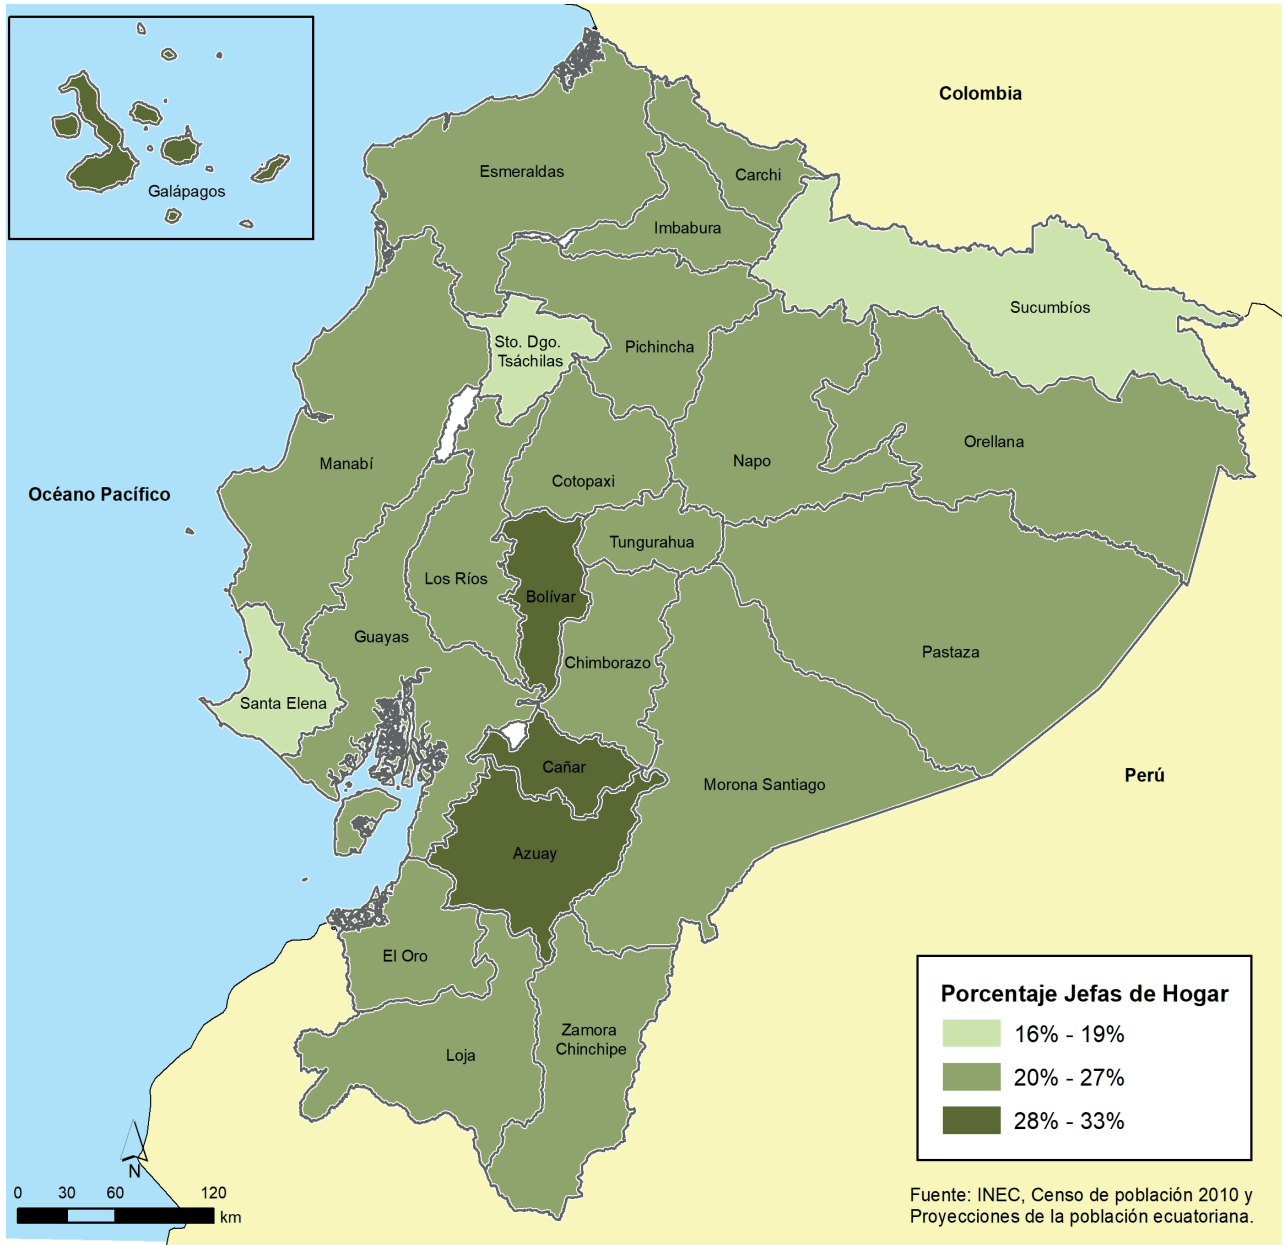 Colombia
Galápagos
Esmeraldas
Carchi
Imbabura
Sucumbíos
Sto. Dgo.
Tsáchilas
Pichincha
Orellana
Manabí
Napo
Cotopaxi
Océano Pacífico
Tungurahua
Los Ríos
Bolívar
Guayas
Pastaza
Chimborazo
Santa Elena
Cañar
Perú
Morona Santiago
Azuay
El Oro
Zamora
Chinchipe
Loja
Porcentaje Jefas de Hogar
16% - 19%
20% - 27%
28% - 33%
N
0 30 60 120
km
Fuente: INEC, Censo de población 2010 y
Proyecciones de la población ecuatoriana.